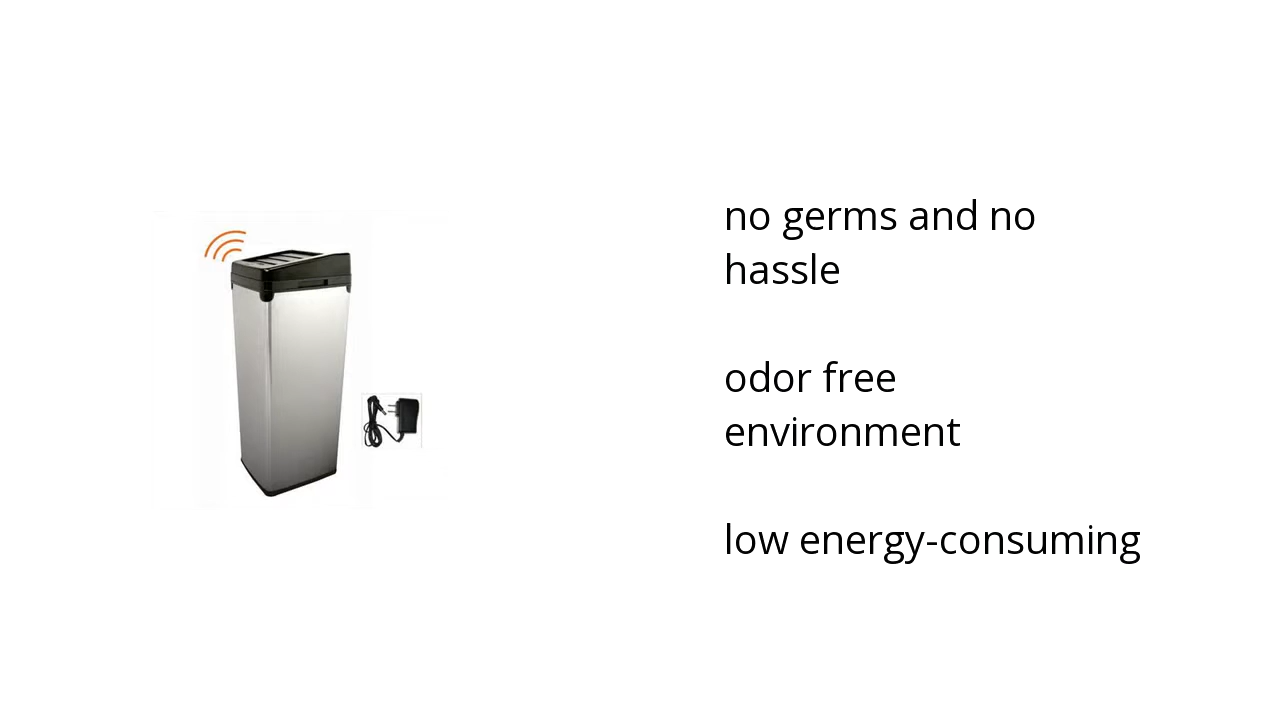 no germs and no
hassle
odor free
environment
low energy-consuming